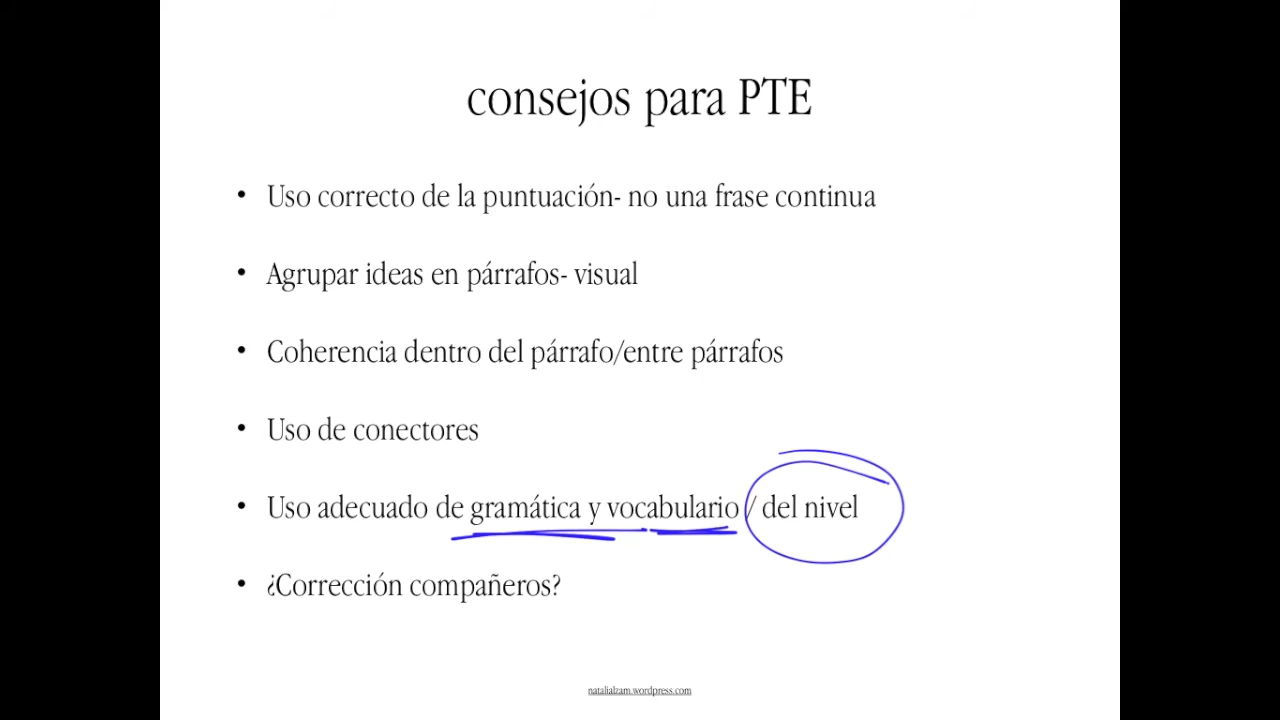 consejos para PTE
• Uso correcto de la puntuación- no una frase continua
• Agrupar ideas en párrafos- visual
• Coherencia dentro del párrafo/entre párrafos
• Uso de conectores
• Uso adecuado de gramática y vocabulario / del nivel
• ¿Corrección compañeros?
natalialzam.wordpress.com